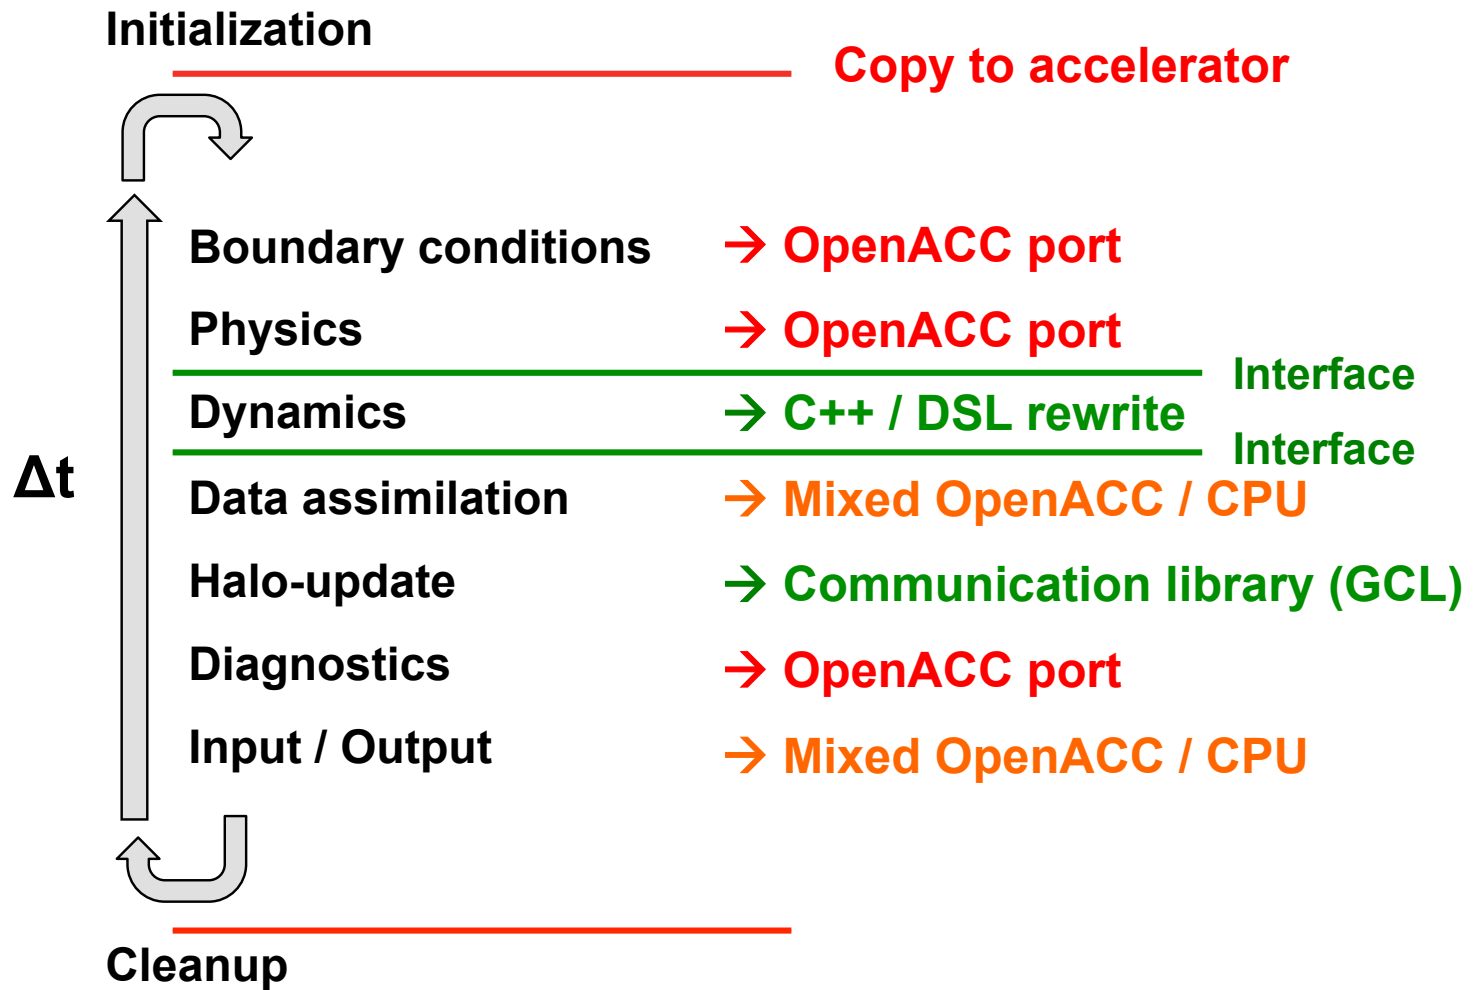 Initialization
Copy to accelerator
Boundary conditions → OpenACC port
Physics → OpenACC port
Interface
Dynamics → C++ / DSL rewrite
Interface
Δt
Data assimilation → Mixed OpenACC / CPU
Halo-update → Communication library (GCL)
Diagnostics → OpenACC port
Input / Output → Mixed OpenACC / CPU
Cleanup